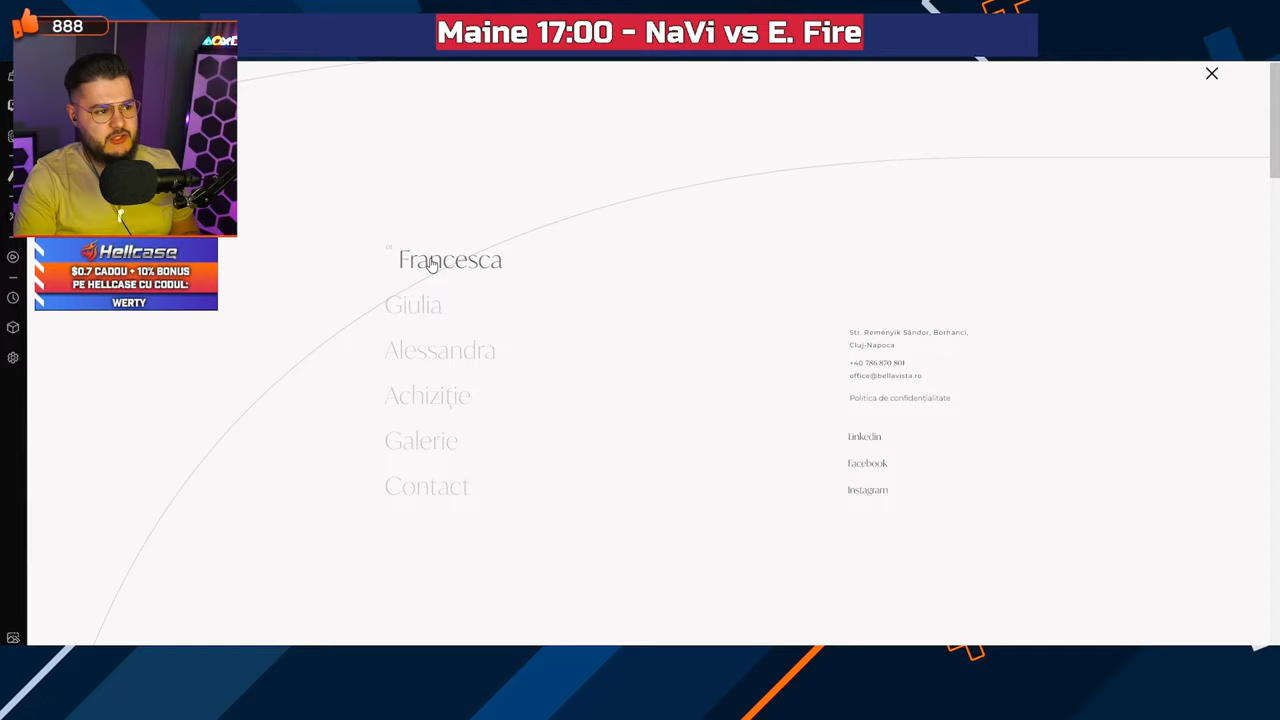 888
Maine 17:00 - NaVi vs E. Fire
Hellcase
$0.7 CADOU + 10% BONUS
PE HELLCASE CU CODUL:
WERTY
01
Francesca
Giulia
Alessandra
Achiziție
Galerie
Contact
Str. Reményik Sándor, Borhanci,
Cluj-Napoca
+40 786 870 801
office@bellavista.ro
Politica de confidențialitate
Linkedin
Facebook
Instagram